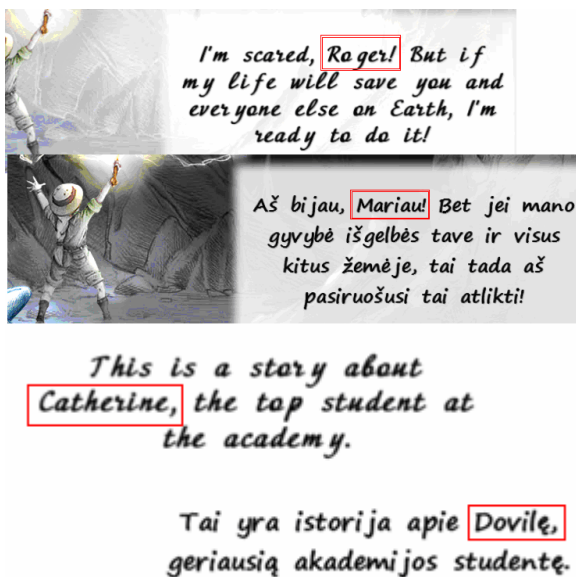 I'm scared, Roger! But if
my life will save you and
everyone else on Earth, I'm
ready to do it!
Aš bijau, Mariau! Bet jei mano
gyvybė išgelbės tave ir visus
kitus žemėje, tai tada aš
pasiruošusi tai atlikti!
This is a story about
Catherine, the top student at
the academy.
Tai yra istorija apie Dovilę,
geriausią akademijos studentę.